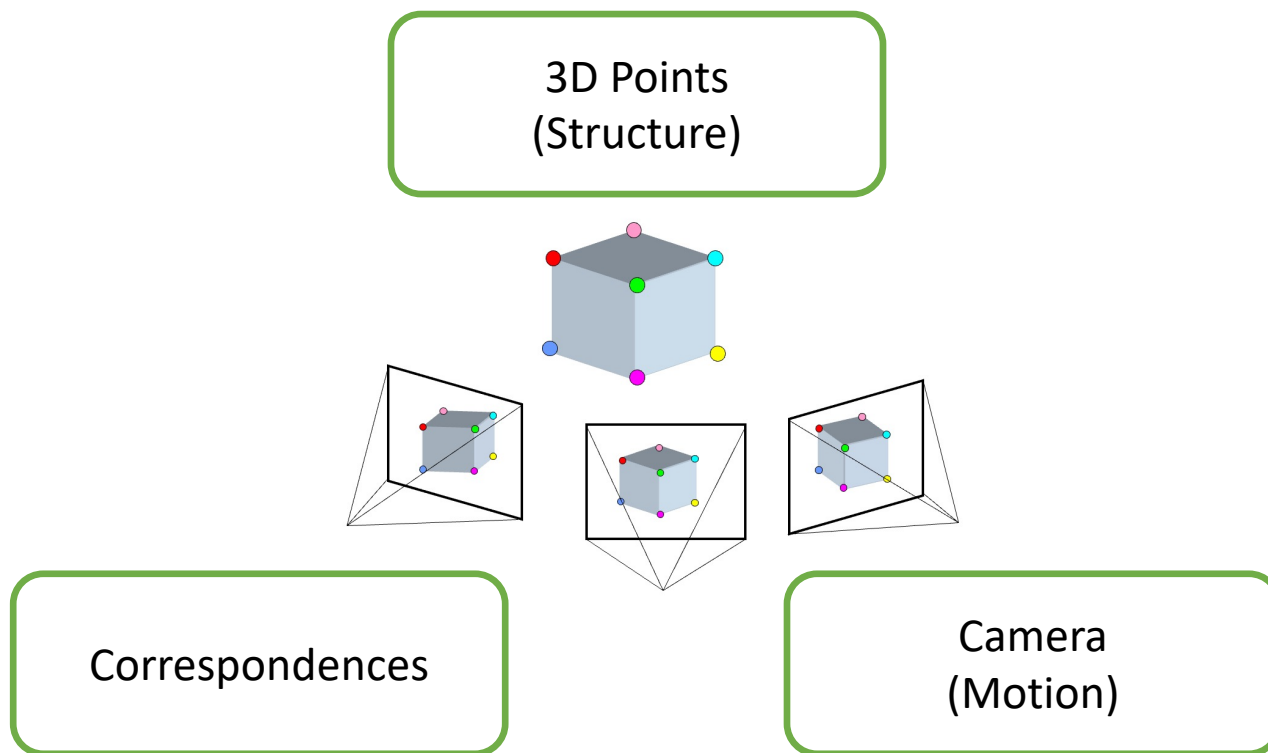 3D Points
(Structure)
Correspondences
Camera
(Motion)